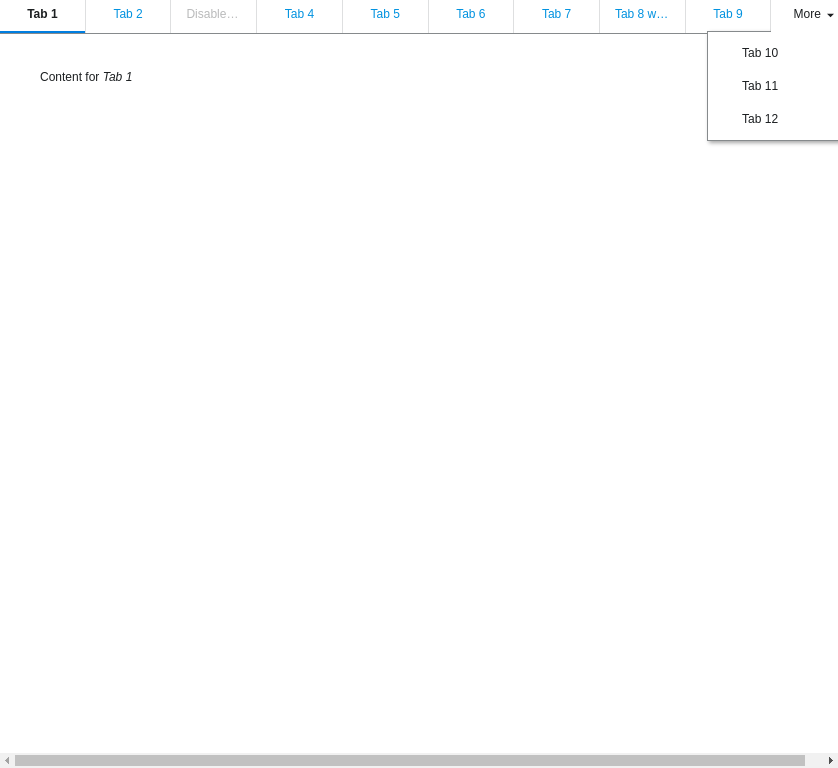 Tab 1 Tab 2 Disable… Tab 4 Tab 5 Tab 6 Tab 7 Tab 8 w… Tab 9 More
Tab 10
Content for Tab 1
Tab 11
Tab 12